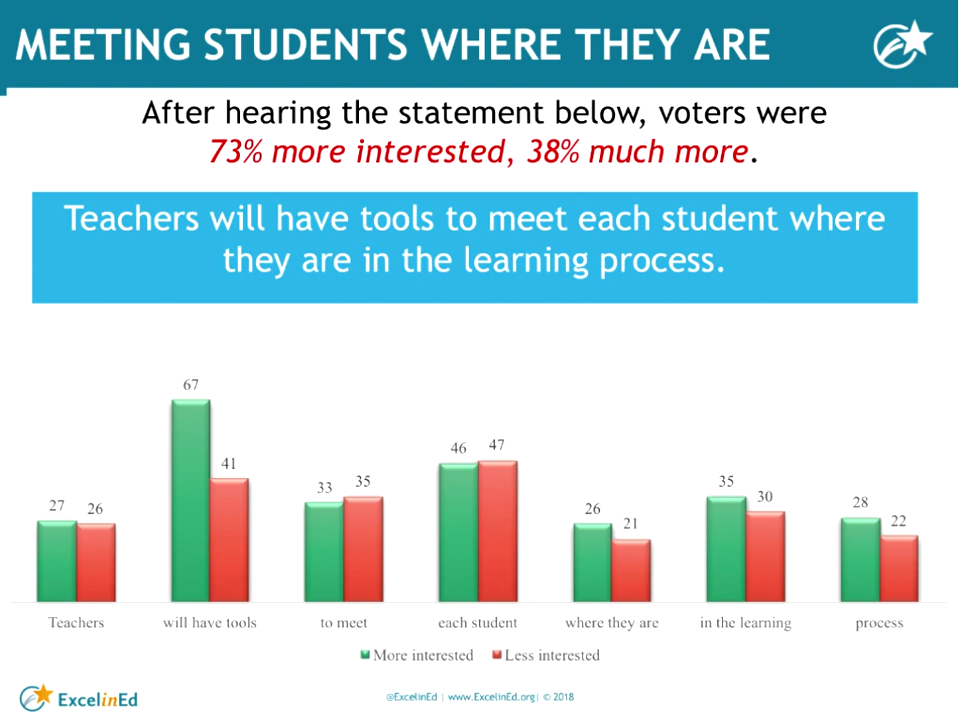 MEETING STUDENTS WHERE THEY ARE
After hearing the statement below, voters were
73% more interested, 38% much more.
Teachers will have tools to meet each student where
they are in the learning process.
27 26 67 41 33 35 46 47 26 21 35 30 28 22
Teachers will have tools to meet each student where they are in the learning process
More interested Less interested
ExcelinEd @ExcelinEd | www.ExcelinEd.org| © 2018